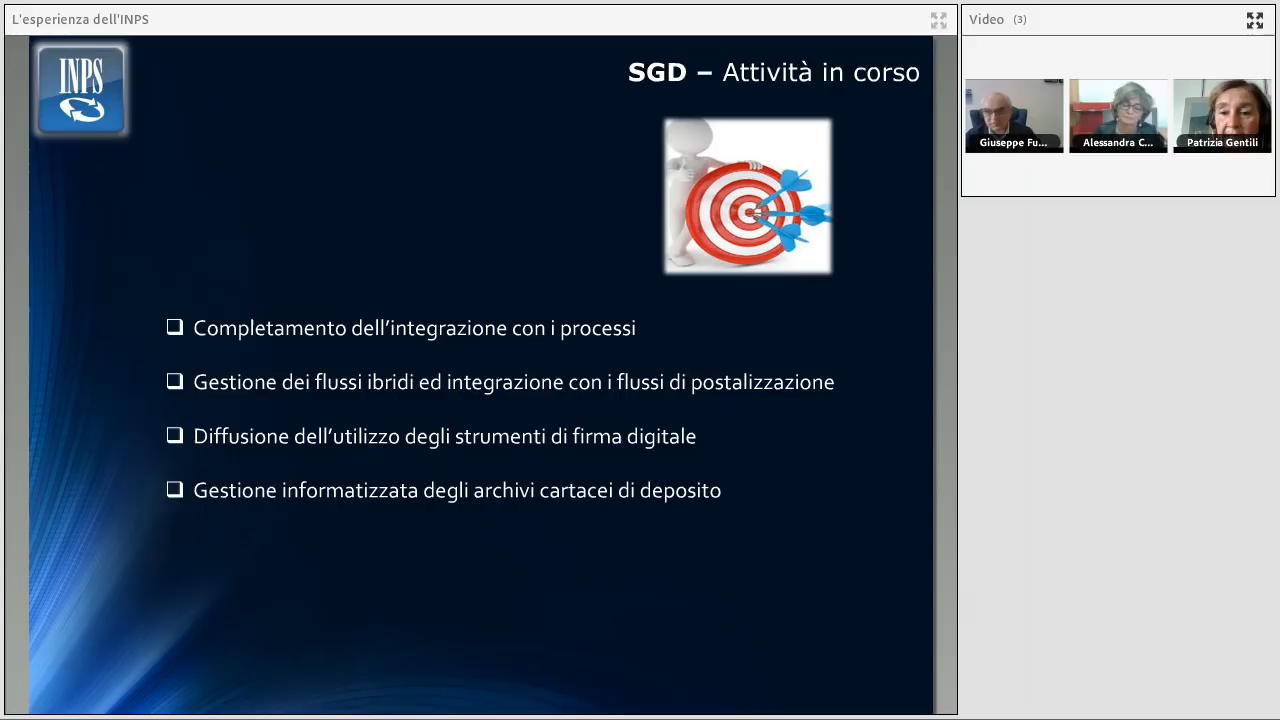 L'esperienza dell'INPS
Video (3)
INPS
SGD – Attività in corso
Giuseppe Fu...
Alessandra C...
Patrizia Gentili
❑ Completamento dell’integrazione con i processi
❑ Gestione dei flussi ibridi ed integrazione con i flussi di postalizzazione
❑ Diffusione dell’utilizzo degli strumenti di firma digitale
❑ Gestione informatizzata degli archivi cartacei di deposito